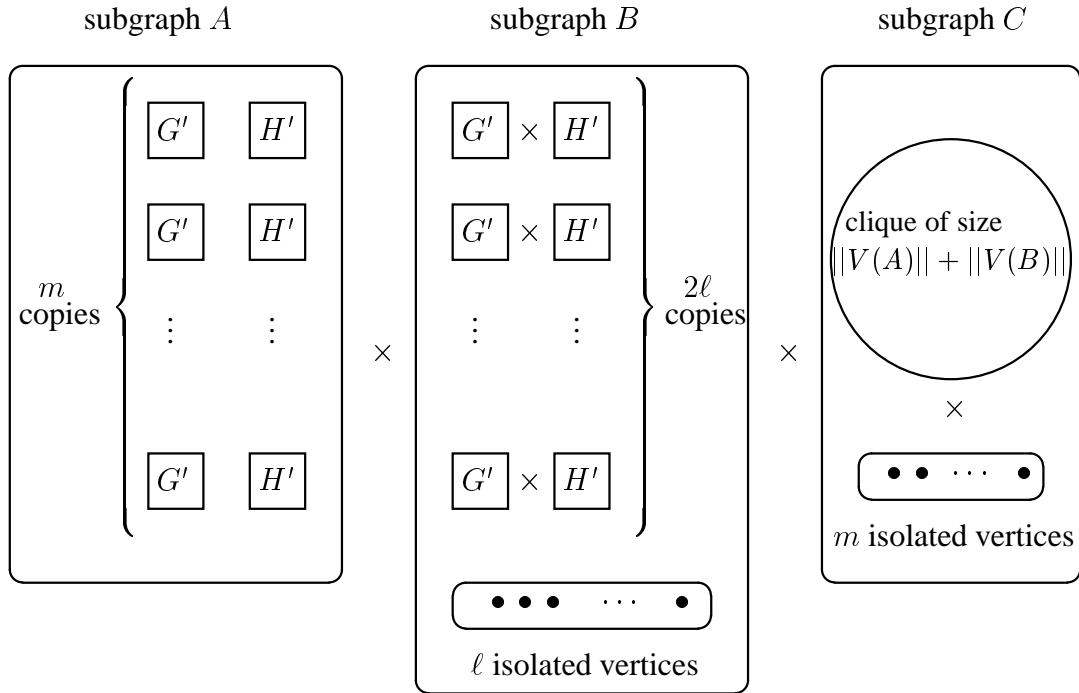 subgraph A
subgraph B
subgraph C
m
copies
G′ H′
G′ H′
⋮ ⋮
G′ H′
×
G′ × H′
G′ × H′
⋮ ⋮
G′ × H′
2ℓ
copies
• • • ··· •
ℓ isolated vertices
×
clique of size
||V(A)|| + ||V(B)||
×
• • ··· •
m isolated vertices